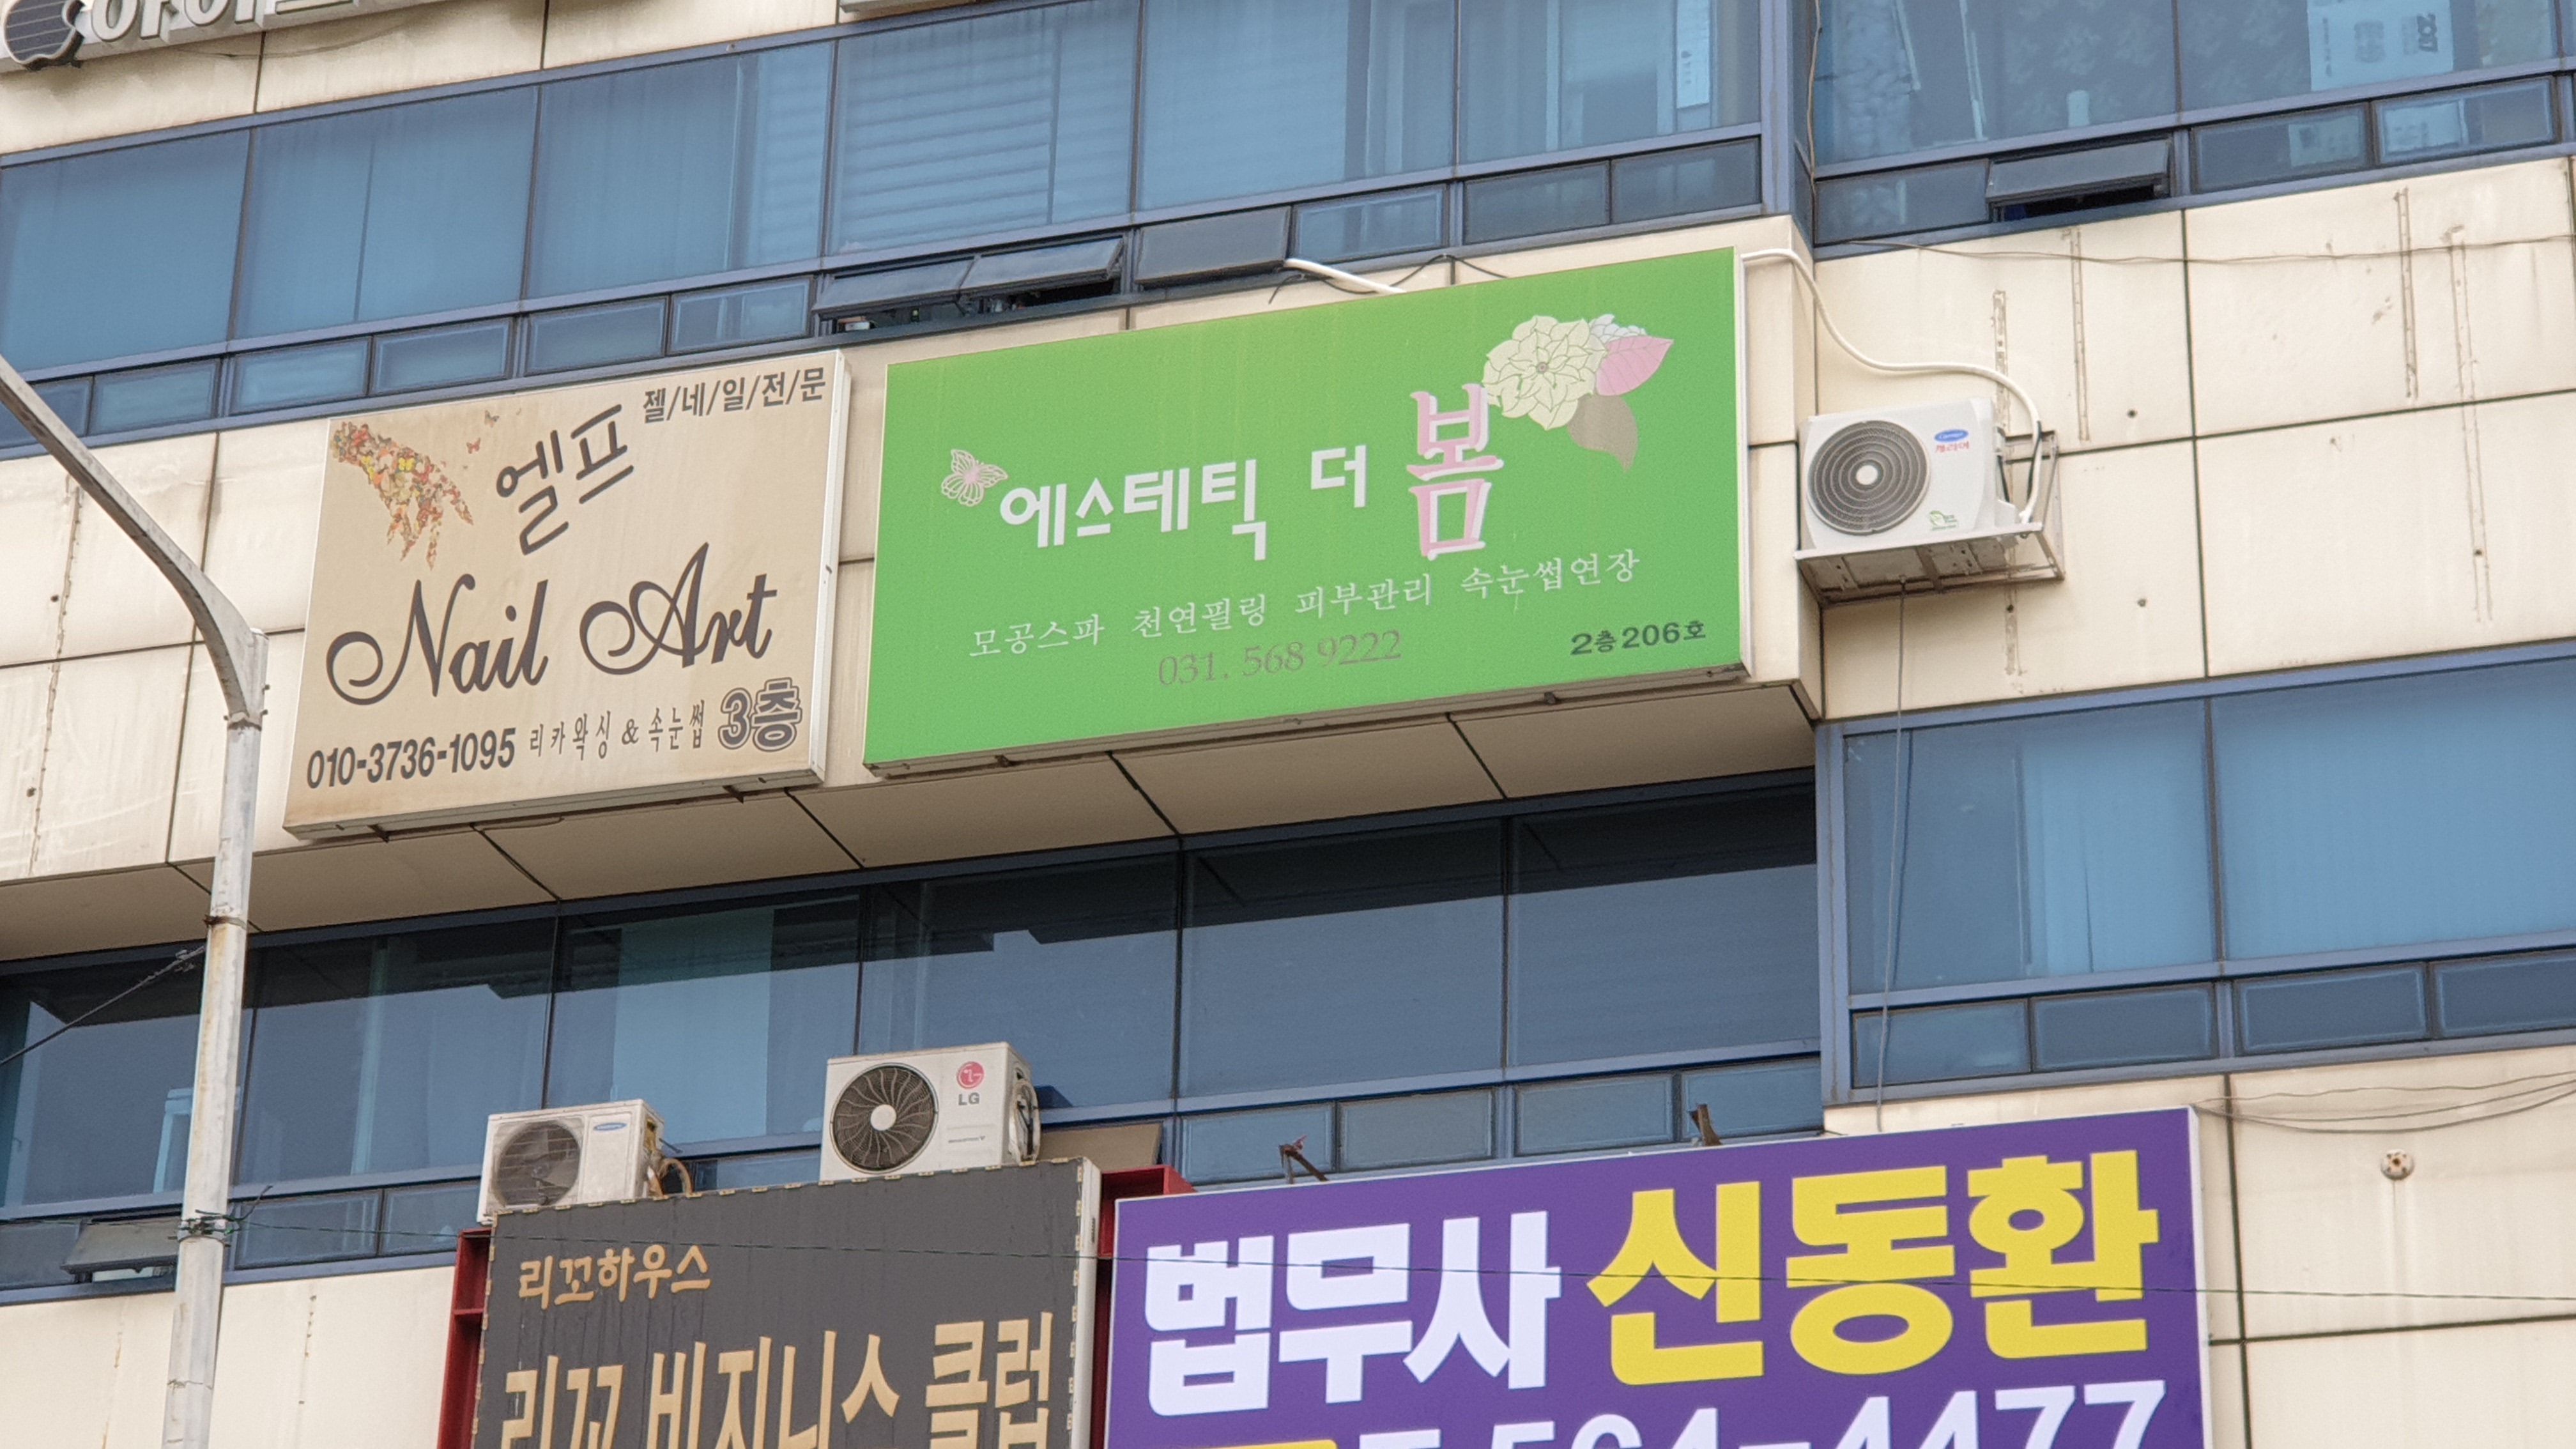 젤/네/일/전/문
엘프
Nail Art
010-3736-1095 리카왁싱 & 속눈썹 3층
에스테틱 더 봄
모공스파 천연필링 피부관리 속눈썹연장
031. 568 9222
2층 206호
LG
리꼬하우스
리꼬 비지니스 클럽
법무사 신동환
4477